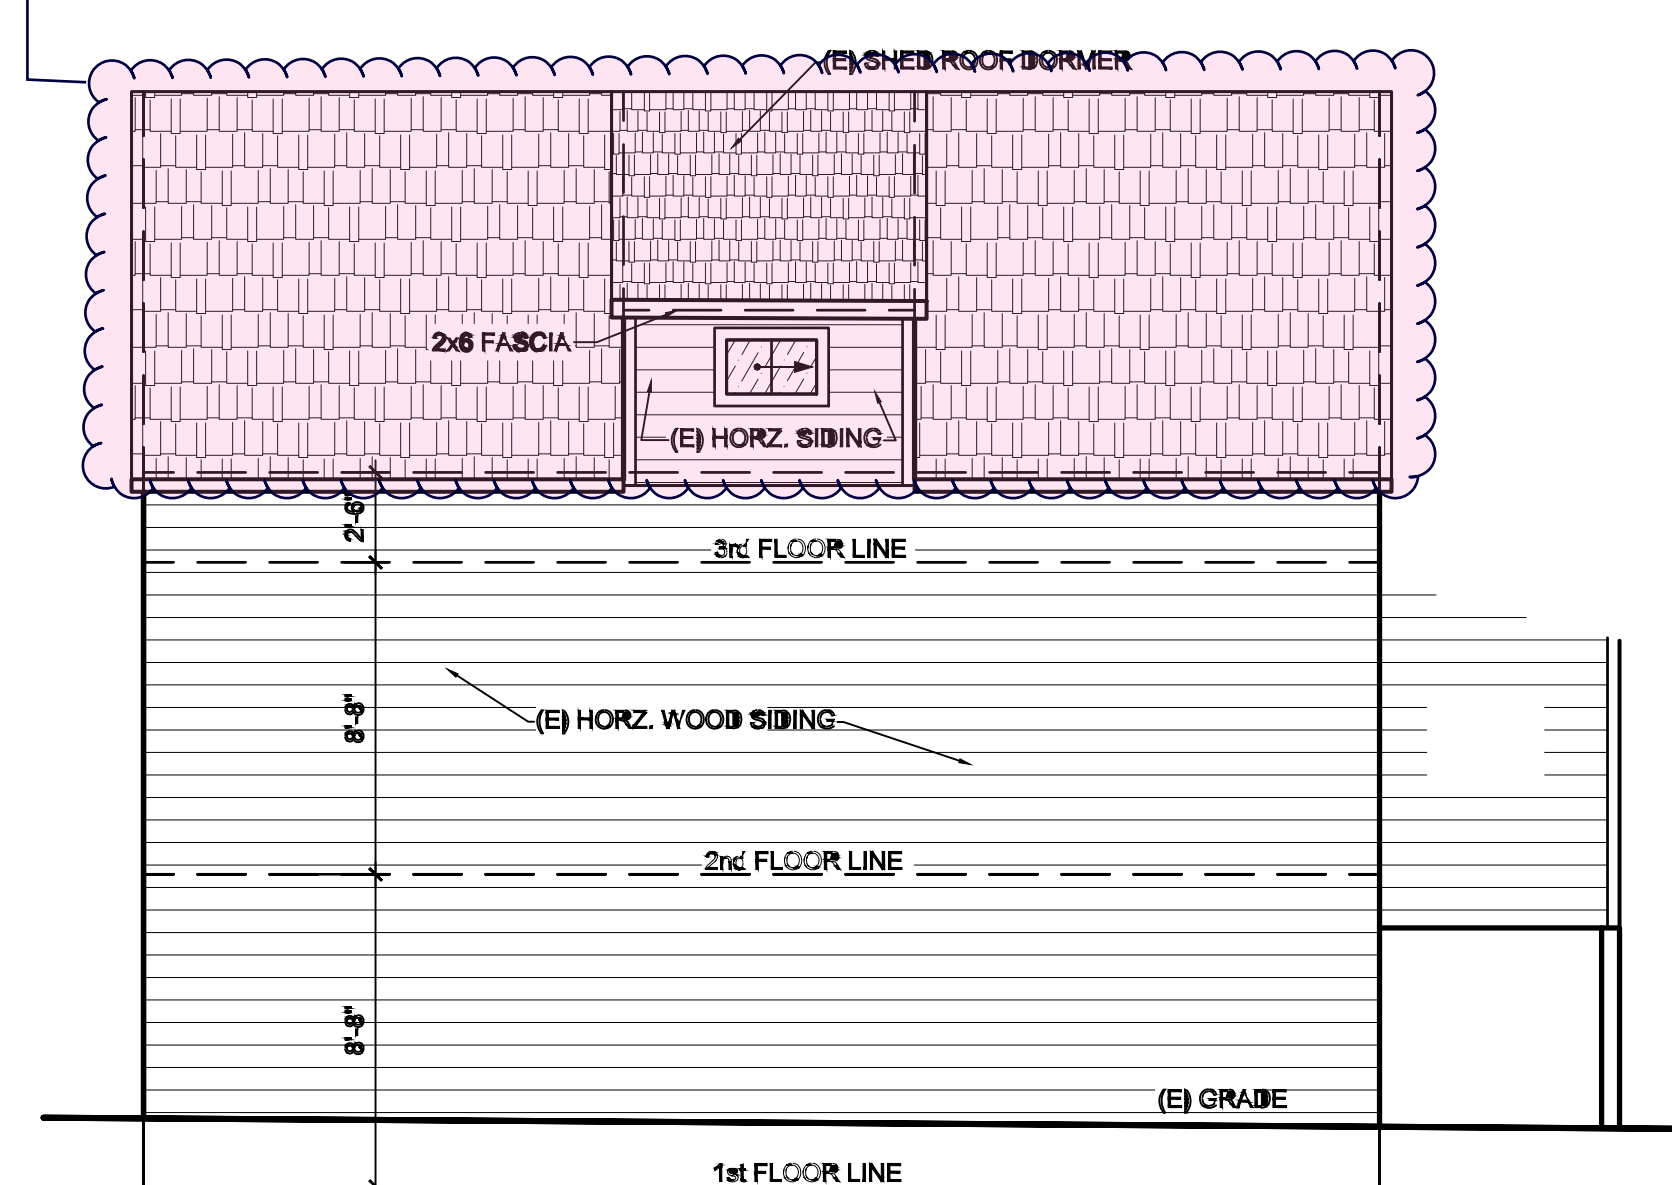 (E) SHED ROOF DORMER
2x6 FASCIA
(E) HORZ. SIDING
2'-6"
3rd FLOOR LINE
8'-8"
(E) HORZ. WOOD SIDING
2nd FLOOR LINE
8'-8"
(E) GRADE
1st FLOOR LINE